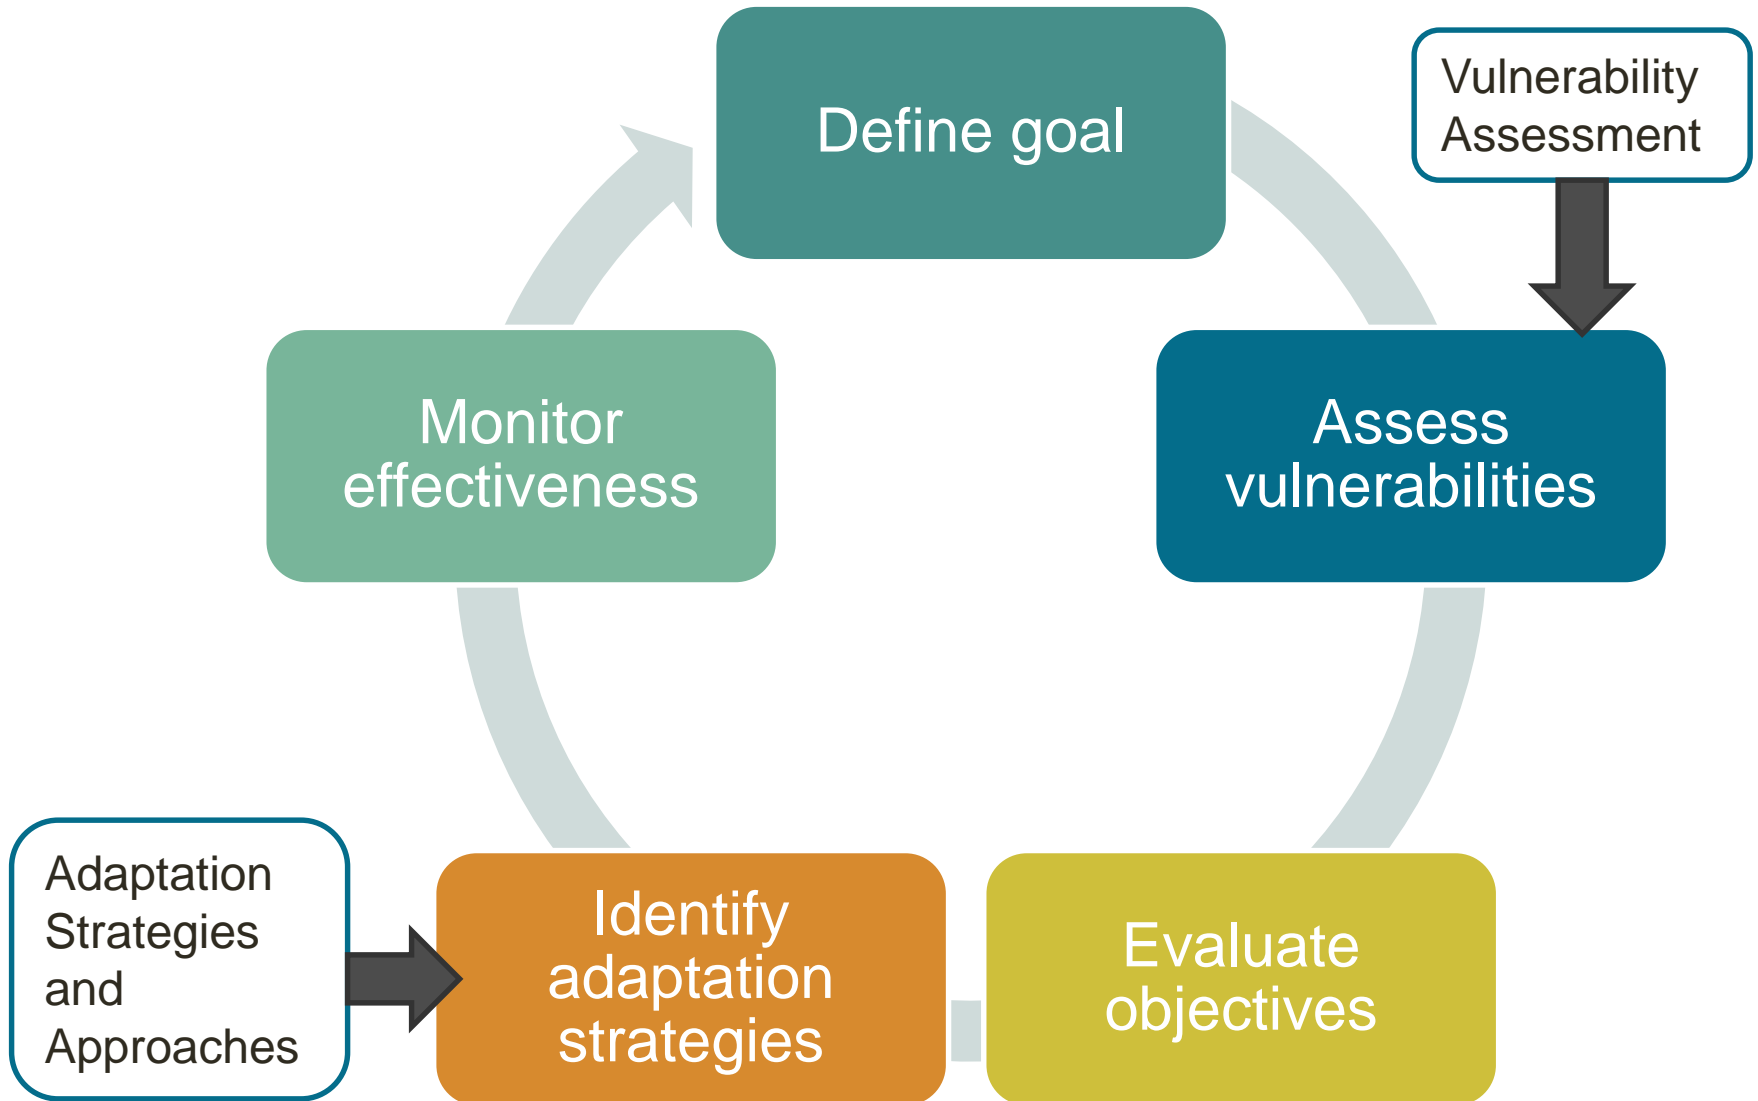 Define goal
Vulnerability
Assessment
Assess
vulnerabilities
Evaluate
objectives
Identify
adaptation
strategies
Adaptation
Strategies
and
Approaches
Monitor
effectiveness